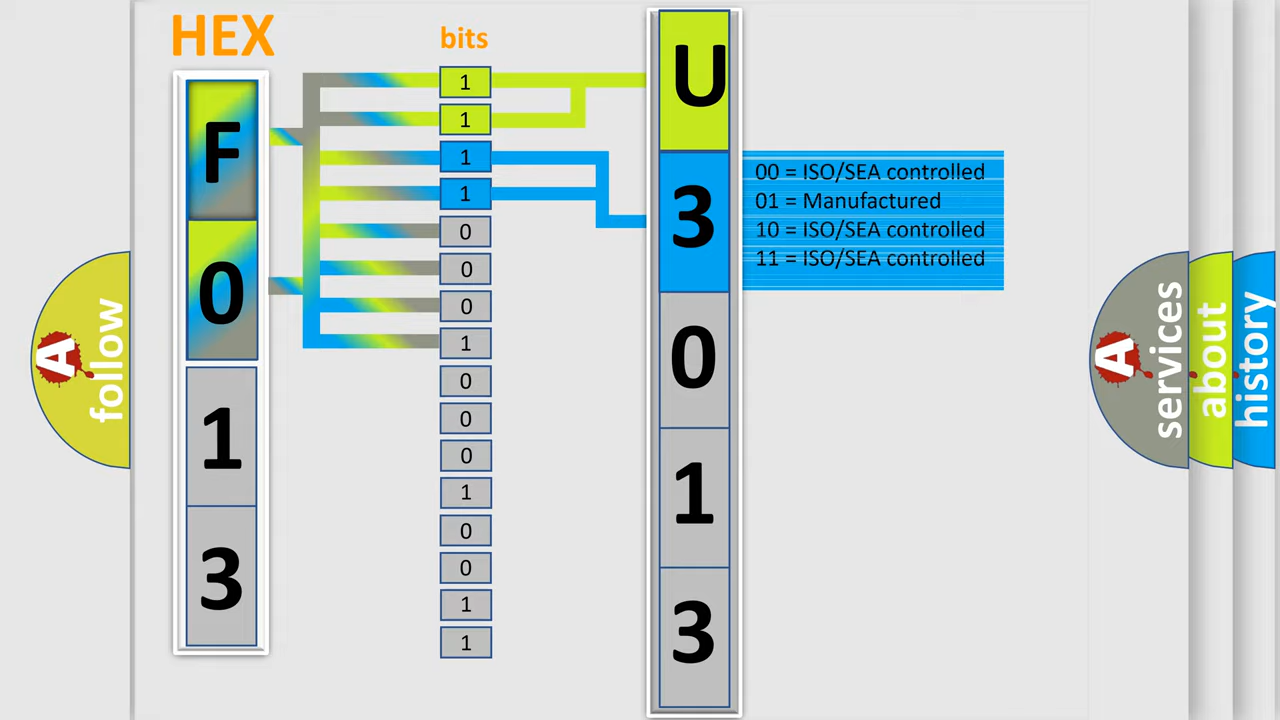 HEX
F
0
1
3
bits
1
1
1
1
0
0
0
1
0
0
0
1
0
0
1
1
U
3
0
1
3
00 = ISO/SEA controlled
01 = Manufactured
10 = ISO/SEA controlled
11 = ISO/SEA controlled
A
follow
A
services
about
history